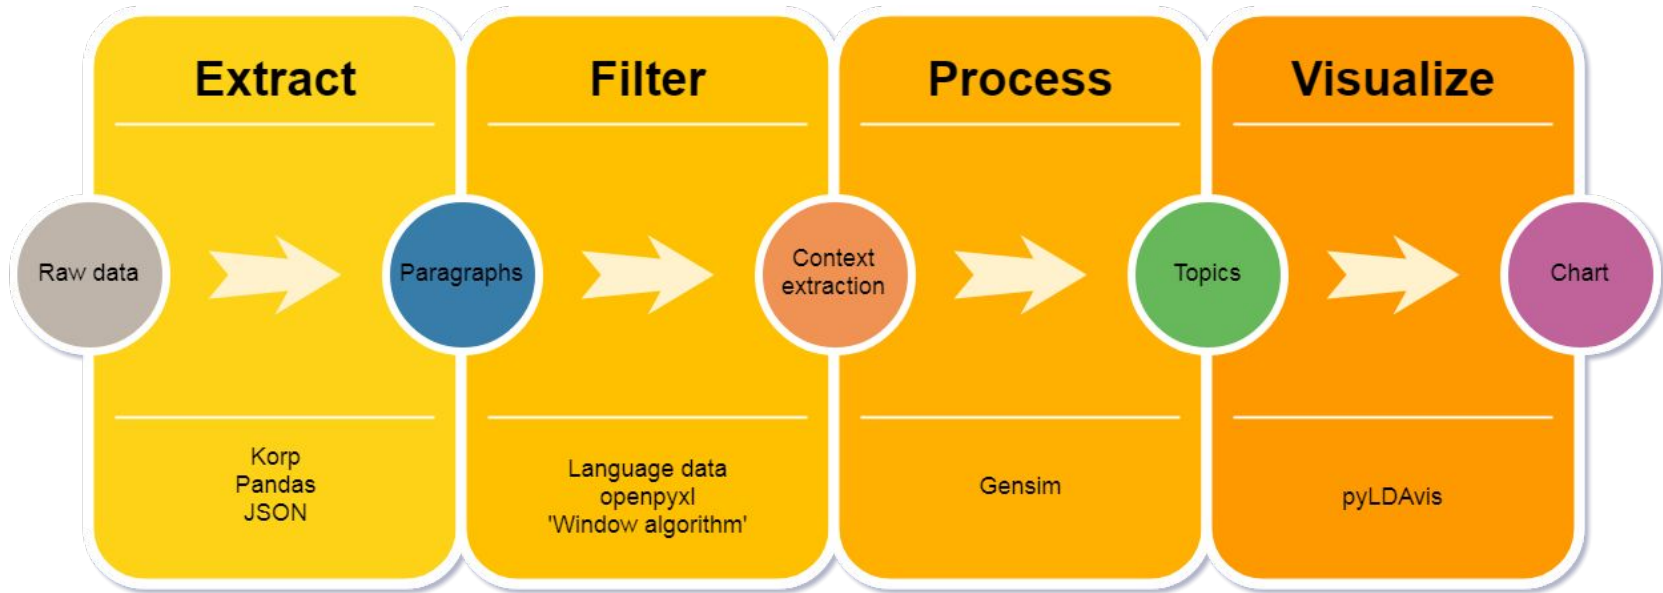 Extract
Filter
Process
Visualize
Raw data
Paragraphs
Context
extraction
Topics
Chart
Korp
Pandas
JSON
Language data
openpyxl
'Window algorithm'
Gensim
pyLDAvis